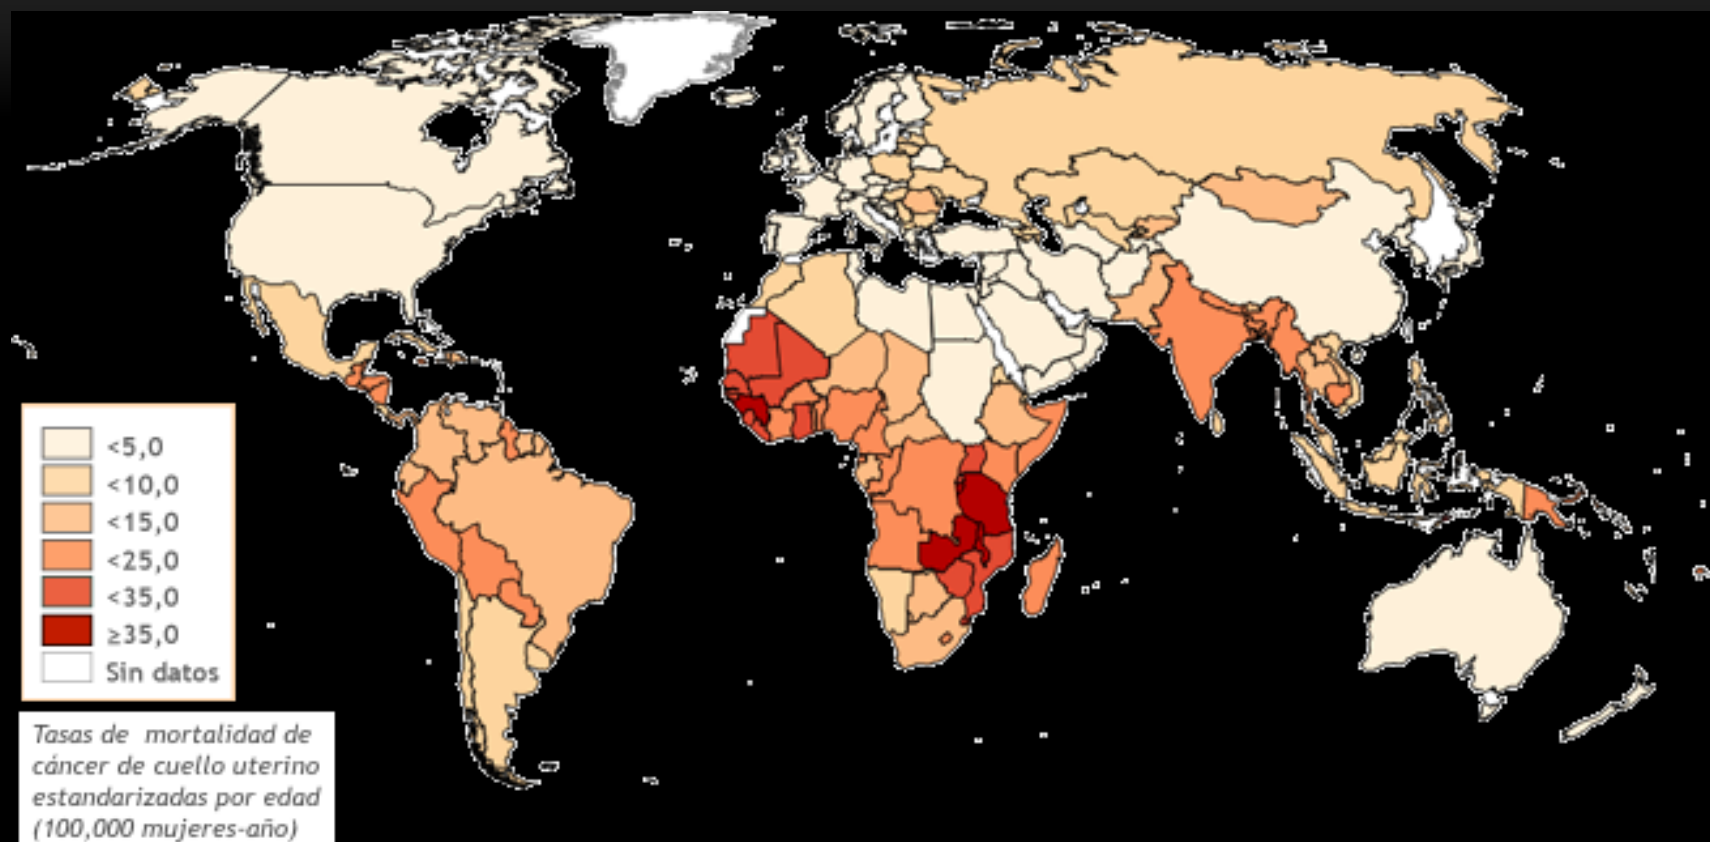 <5,0
<10,0
<15,0
<25,0
<35,0
≥35,0
Sin datos
Tasas de mortalidad de
cáncer de cuello uterino
estandarizadas por edad
(100,000 mujeres-año)